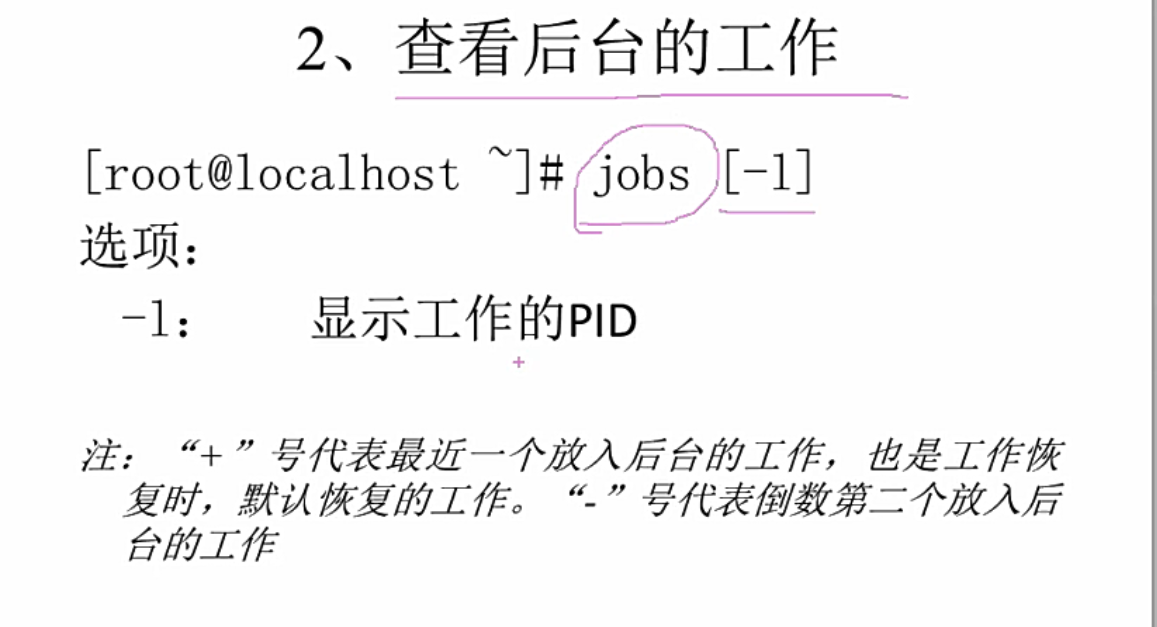 2、查看后台的工作
[root@localhost ~]# jobs [-l]
选项：
-l： 显示工作的PID
注：“+”号代表最近一个放入后台的工作，也是工作恢
复时，默认恢复的工作。“-”号代表倒数第二个放入后
台的工作